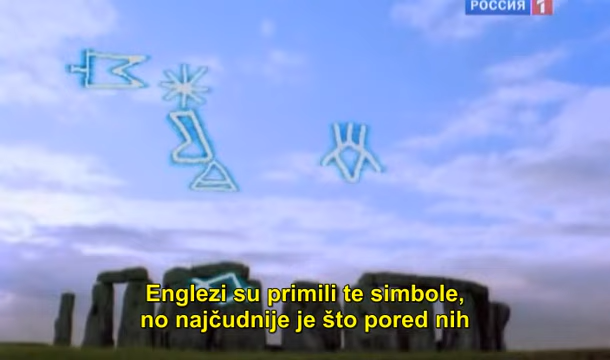 РОССИЯ 1
Englezi su primili te simbole,
no najčudnije je što pored nih